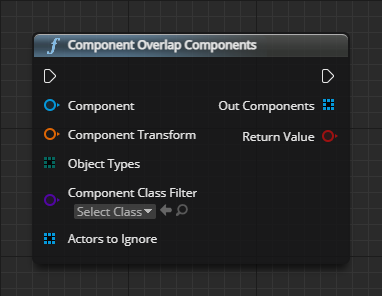 f Component Overlap Components
Component
Out Components
Component Transform
Return Value
Object Types
Component Class Filter
Select Class
Actors to Ignore